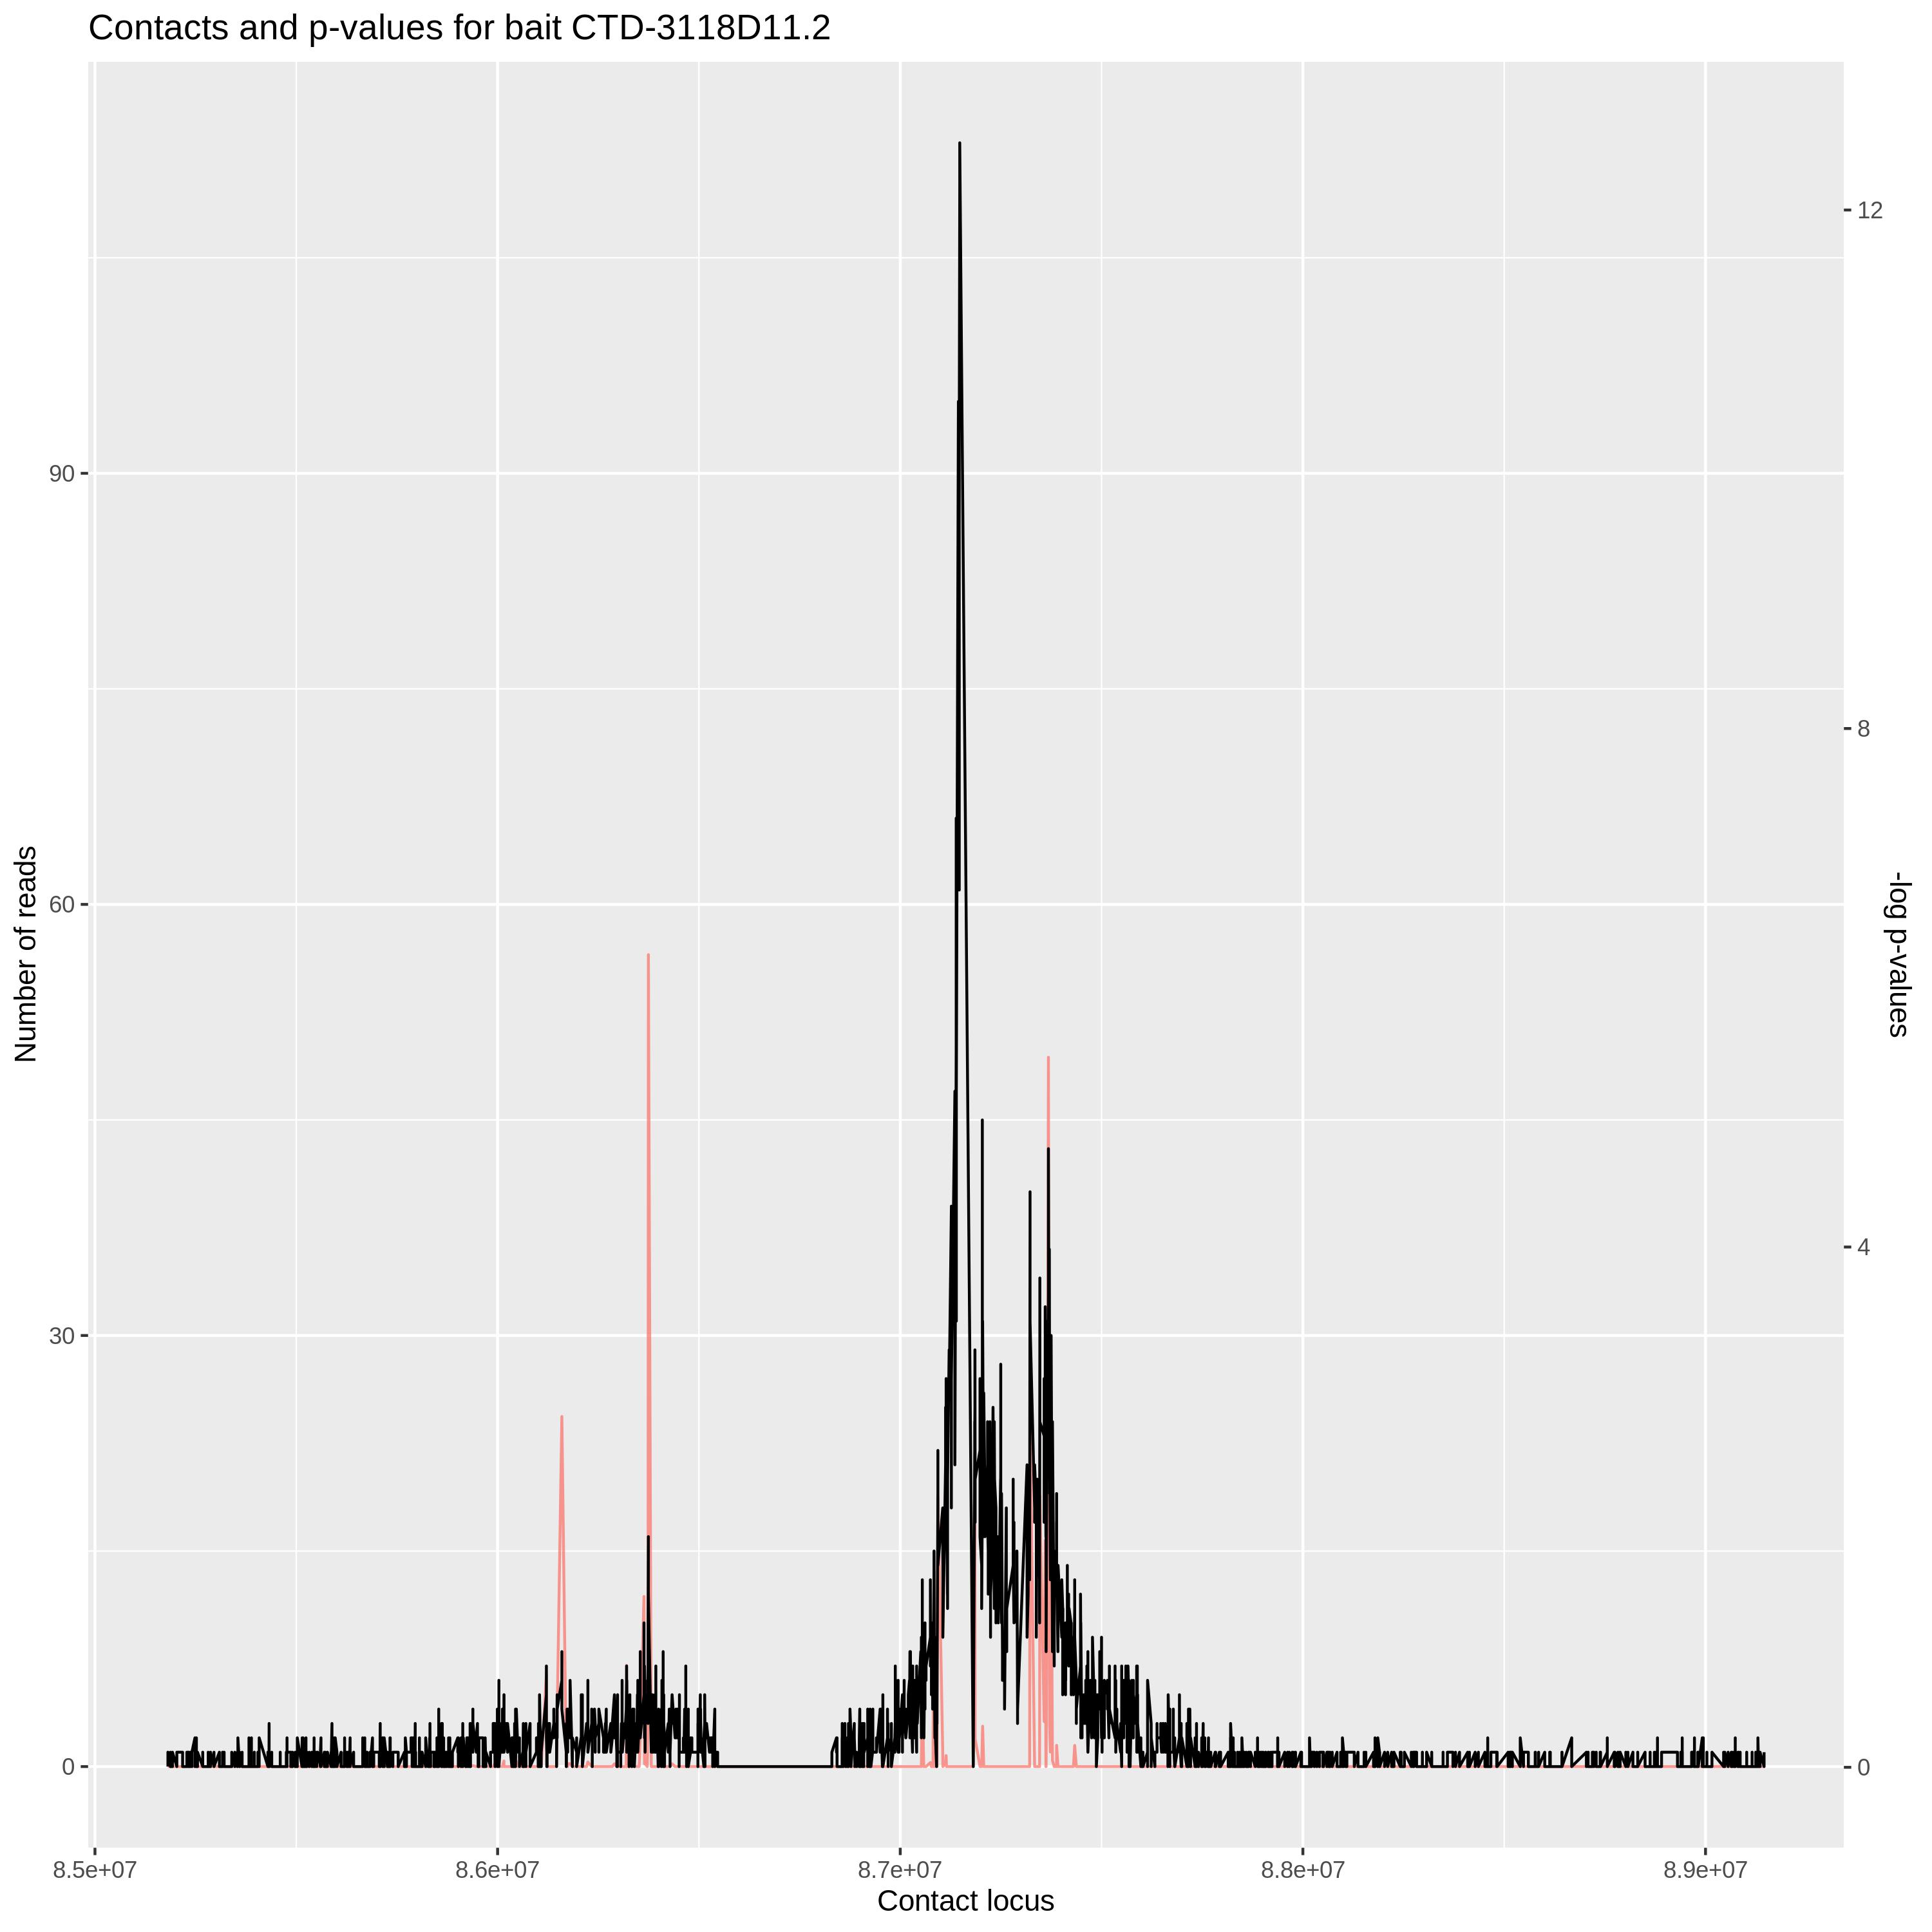 Contacts and p-values for bait CTD-3118D11.2
12
90
8
60
4
30
0
0
Number of reads
-log p-values
8.5e+07 8.6e+07 8.7e+07 8.8e+07 8.9e+07
Contact locus